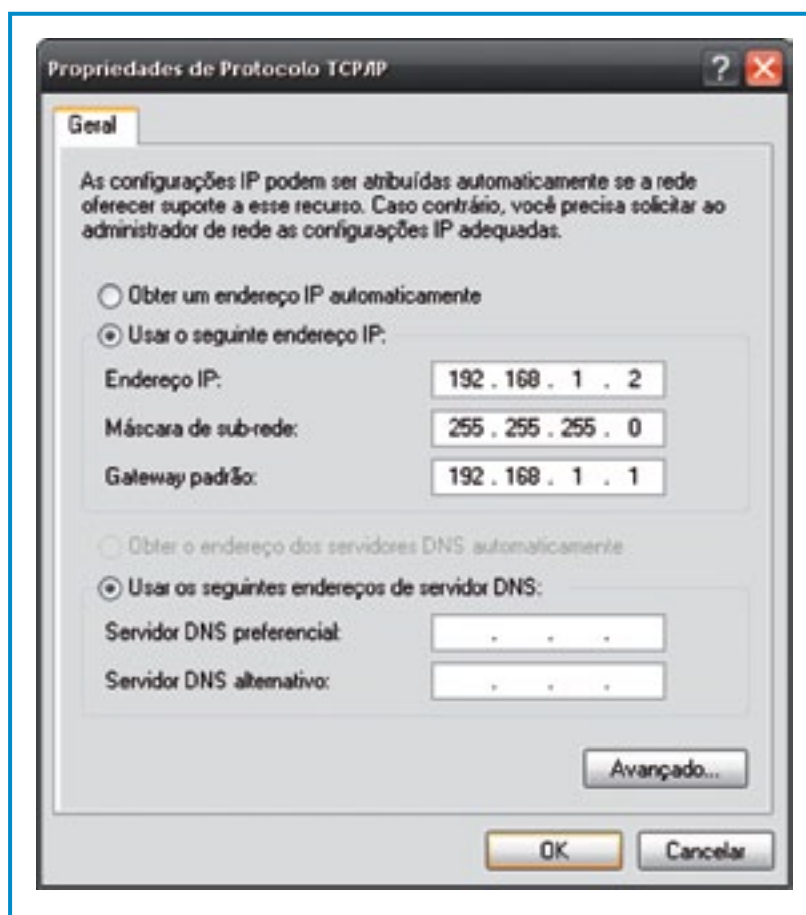 Propriedades de Protocolo TCP/IP
?
Geral
As configurações IP podem ser atribuídas automaticamente se a rede
oferecer suporte a esse recurso. Caso contrário, você precisa solicitar ao
administrador de rede as configurações IP adequadas.
Obter um endereço IP automaticamente
Usar o seguinte endereço IP:
Endereço IP: 192 . 168 . 1 . 2
Máscara de sub-rede: 255 . 255 . 255 . 0
Gateway padrão: 192 . 168 . 1 . 1
Obter o endereço dos servidores DNS automaticamente
Usar os seguintes endereços de servidor DNS:
Servidor DNS preferencial: . . .
Servidor DNS alternativo: . . .
Avançado...
OK Cancelar